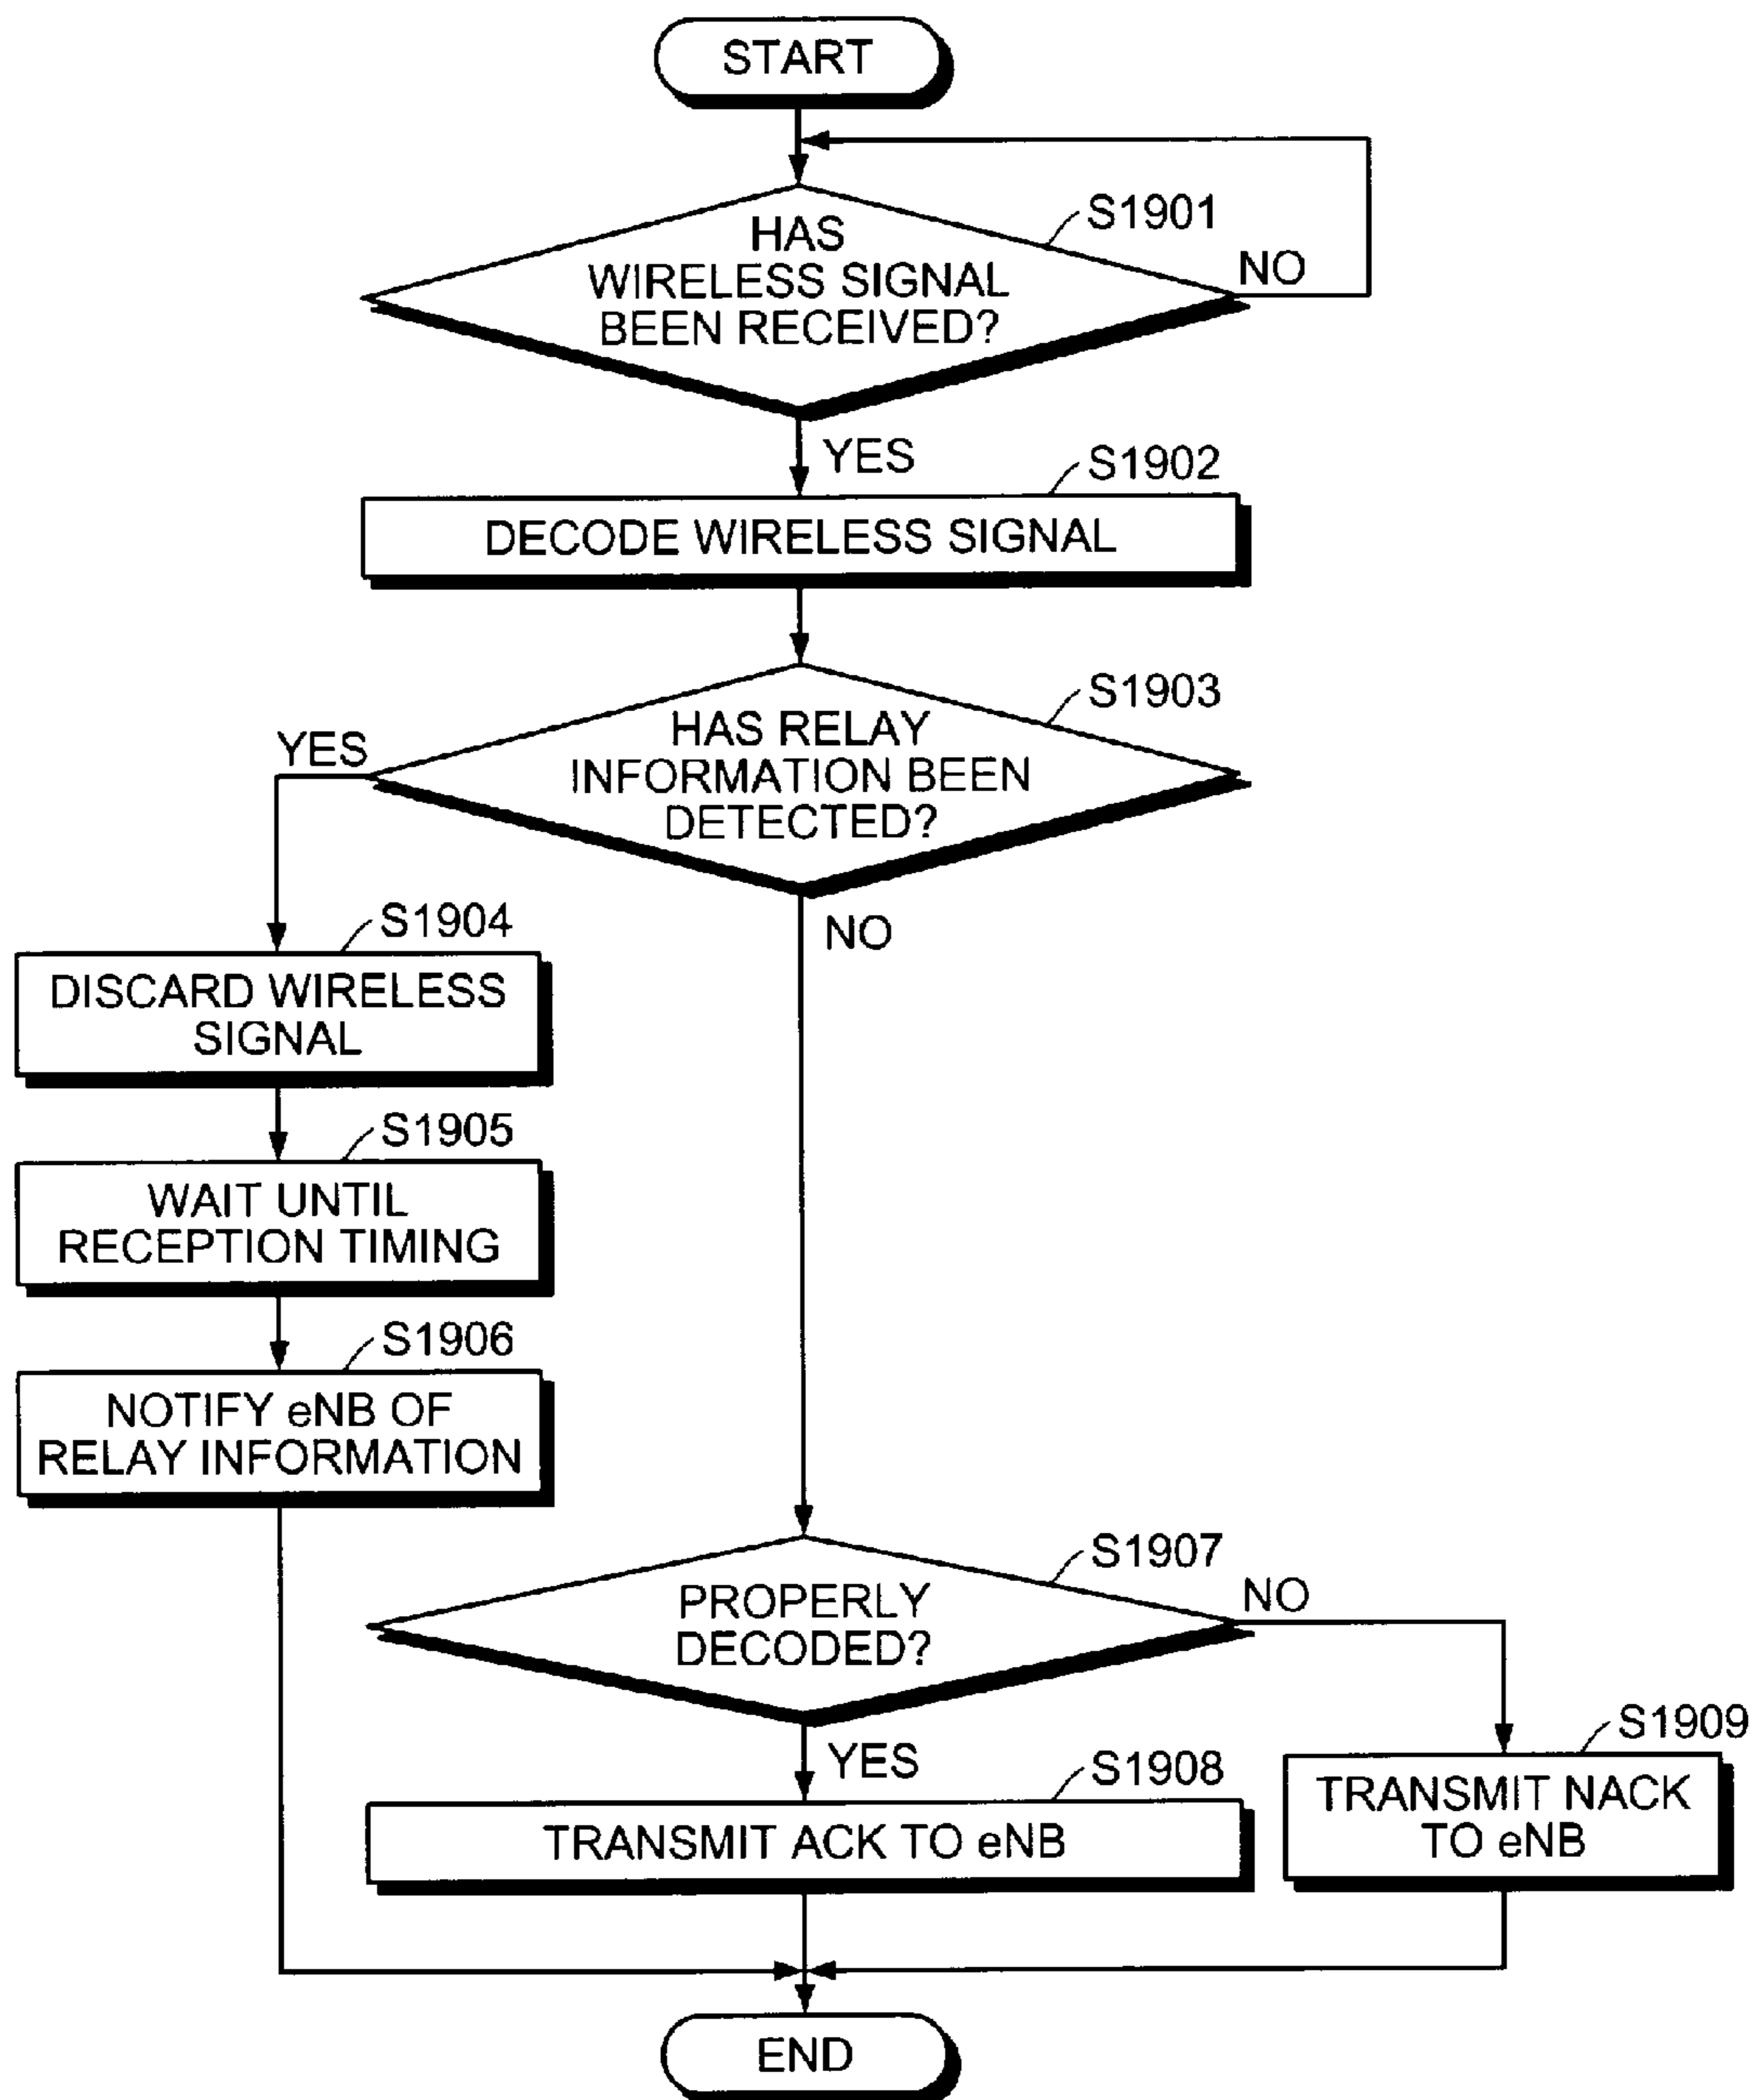 START
S1901
HAS
WIRELESS SIGNAL
BEEN RECEIVED?
NO
YES
S1902
DECODE WIRELESS SIGNAL
S1903
HAS RELAY
INFORMATION BEEN
DETECTED?
YES
NO
S1904
DISCARD WIRELESS
SIGNAL
S1905
WAIT UNTIL
RECEPTION TIMING
S1906
NOTIFY eNB OF
RELAY INFORMATION
S1907
PROPERLY
DECODED?
NO
YES
S1908
TRANSMIT ACK TO eNB
S1909
TRANSMIT NACK
TO eNB
END